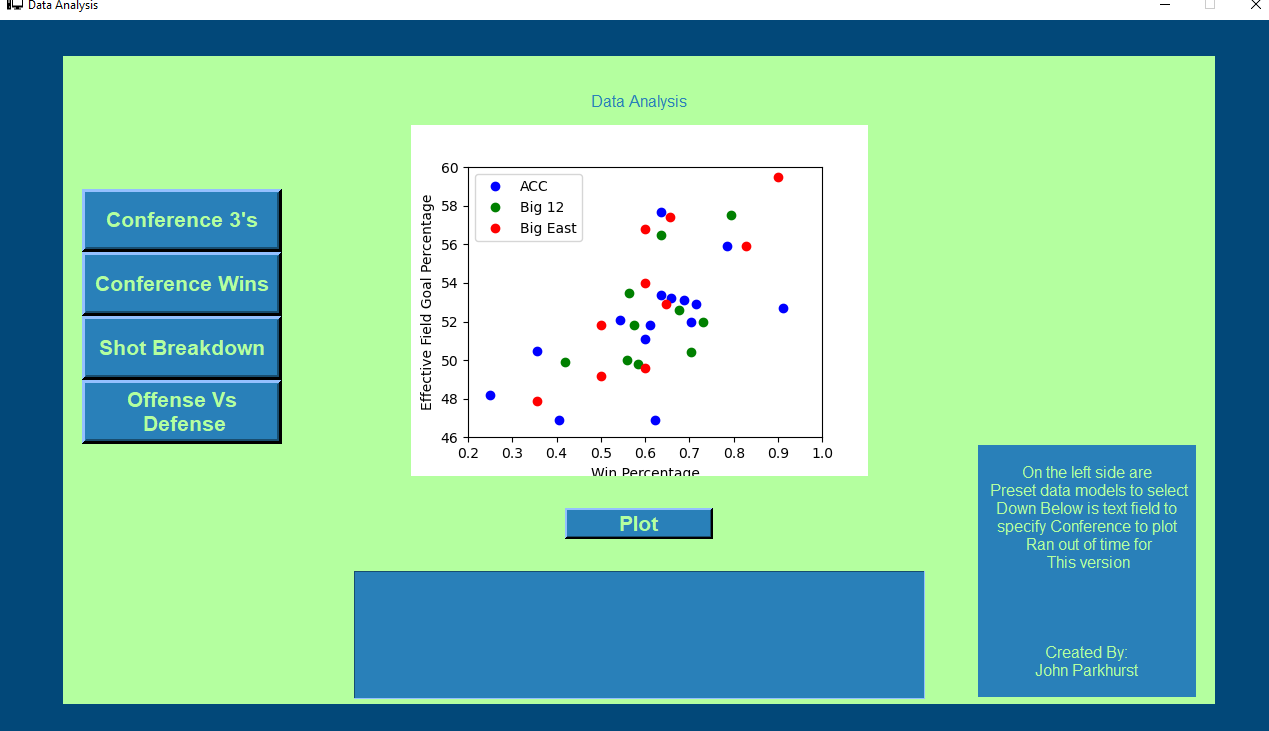 Data Analysis
Data Analysis
Conference 3's
Conference Wins
Shot Breakdown
Offense Vs
Defense
60
58
56
54
52
50
48
46
Effective Field Goal Percentage
ACC
Big 12
Big East
0.2 0.3 0.4 0.5 0.6 0.7 0.8 0.9 1.0
Win Percentage
Plot
On the left side are
Preset data models to select
Down Below is text field to
specify Conference to plot
Ran out of time for
This version
Created By:
John Parkhurst